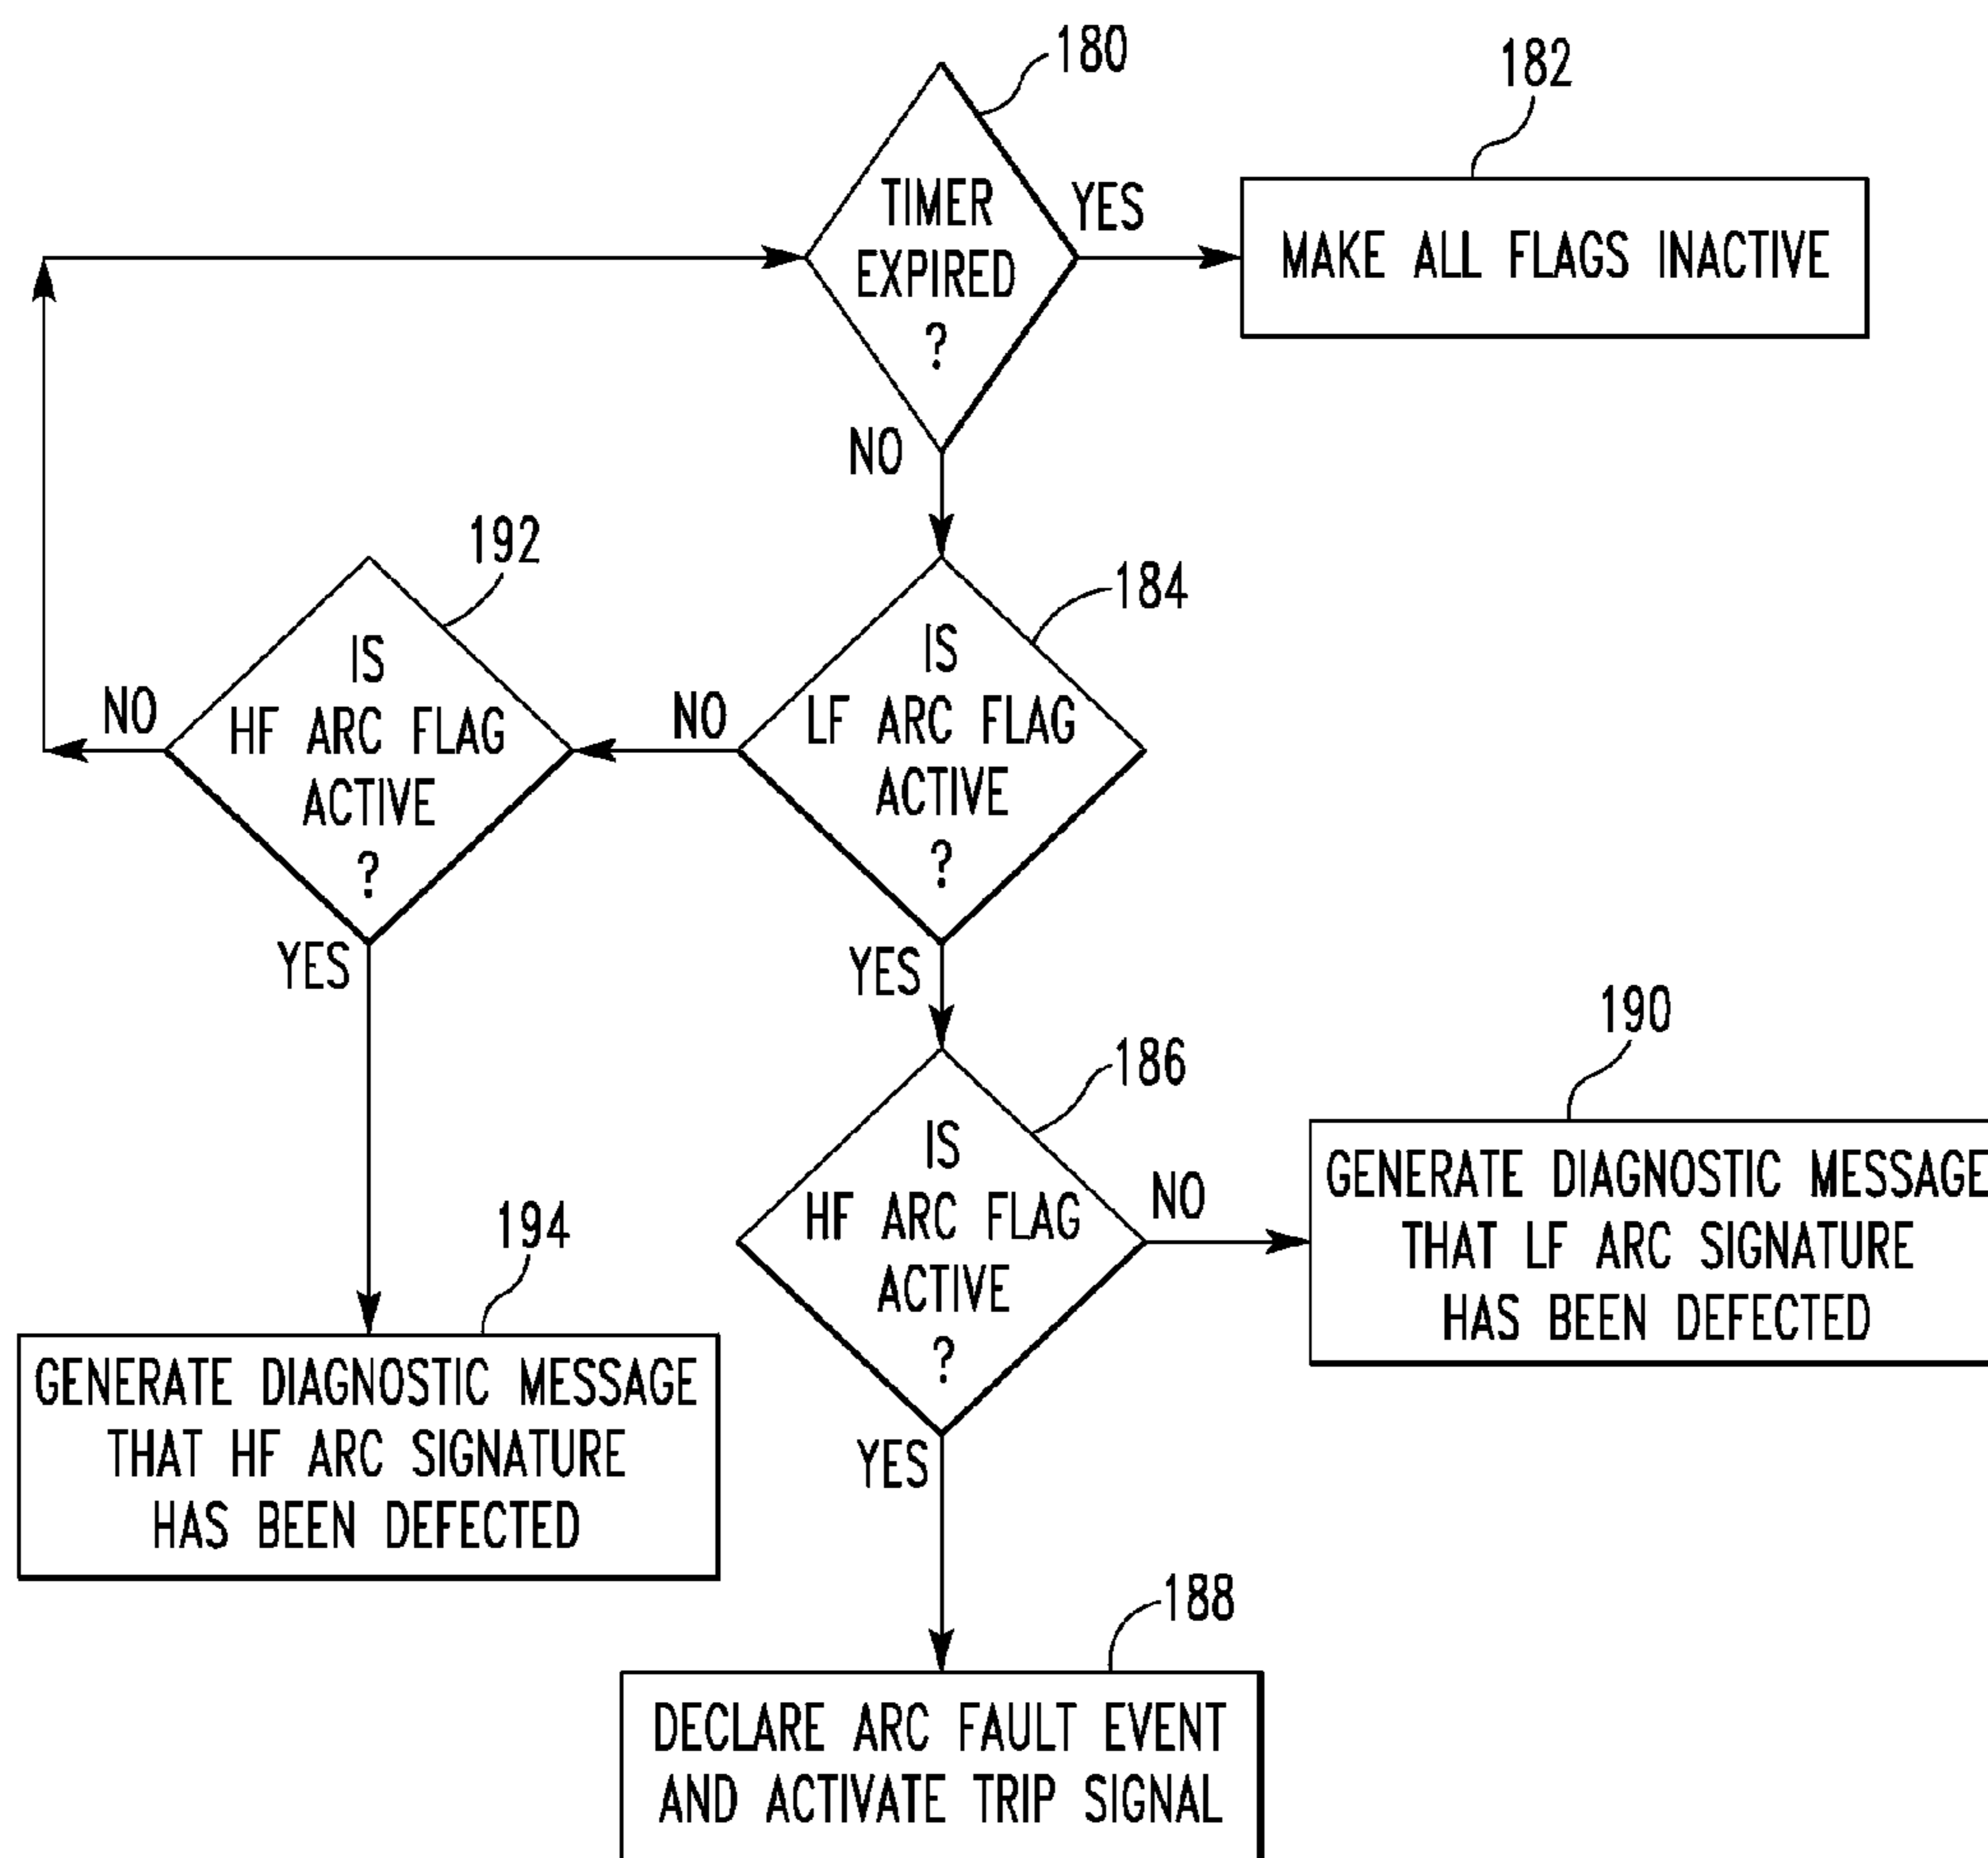 180
182
TIMER
EXPIRED
?
YES
MAKE ALL FLAGS INACTIVE
NO
192
184
IS
HF ARC FLAG
ACTIVE
?
NO
YES
IS
LF ARC FLAG
ACTIVE
?
NO
YES
186
190
IS
HF ARC FLAG
ACTIVE
?
NO
YES
GENERATE DIAGNOSTIC MESSAGE
THAT LF ARC SIGNATURE
HAS BEEN DEFECTED
194
GENERATE DIAGNOSTIC MESSAGE
THAT HF ARC SIGNATURE
HAS BEEN DEFECTED
188
DECLARE ARC FAULT EVENT
AND ACTIVATE TRIP SIGNAL